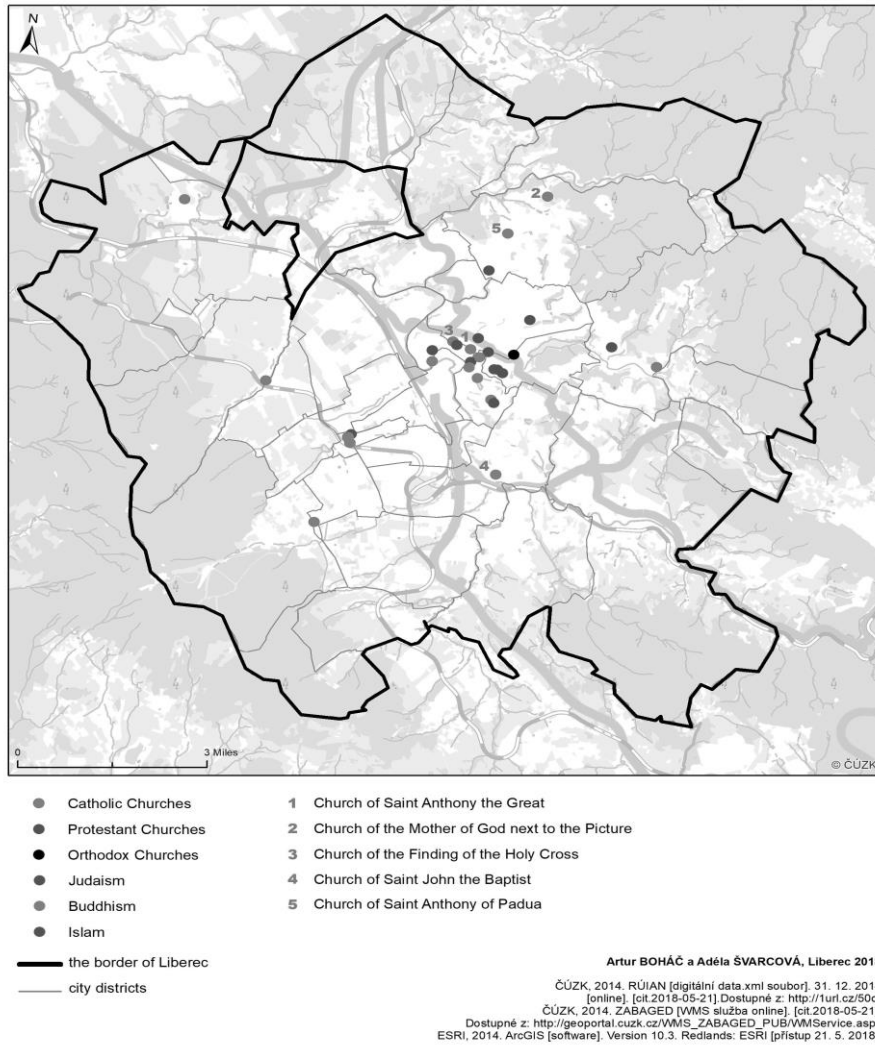 N
2
5
3
1
4
0 3 Miles
© ČÚZK
Catholic Churches
Protestant Churches
Orthodox Churches
Judaism
Buddhism
Islam
the border of Liberec
city districts
1 Church of Saint Anthony the Great
2 Church of the Mother of God next to the Picture
3 Church of the Finding of the Holy Cross
4 Church of Saint John the Baptist
5 Church of Saint Anthony of Padua
Artur BOHÁČ a Adéla ŠVARCOVÁ, Liberec 201
ČÚZK, 2014. RÚIAN [digitální data.xml soubor]. 31. 12. 201
[online]. [cit.2018-05-21].Dostupné z: http://1url.cz/50
ČÚZK, 2014. ZABAGED [WMS služba online]. [cit.2018-05-21
Dostupné z: http://geoportal.cuzk.cz/WMS_ZABAGED_PUB/WMService.asp
ESRI, 2014. ArcGIS [software]. Version 10.3. Redlands: ESRI [přístup 21. 5. 2018